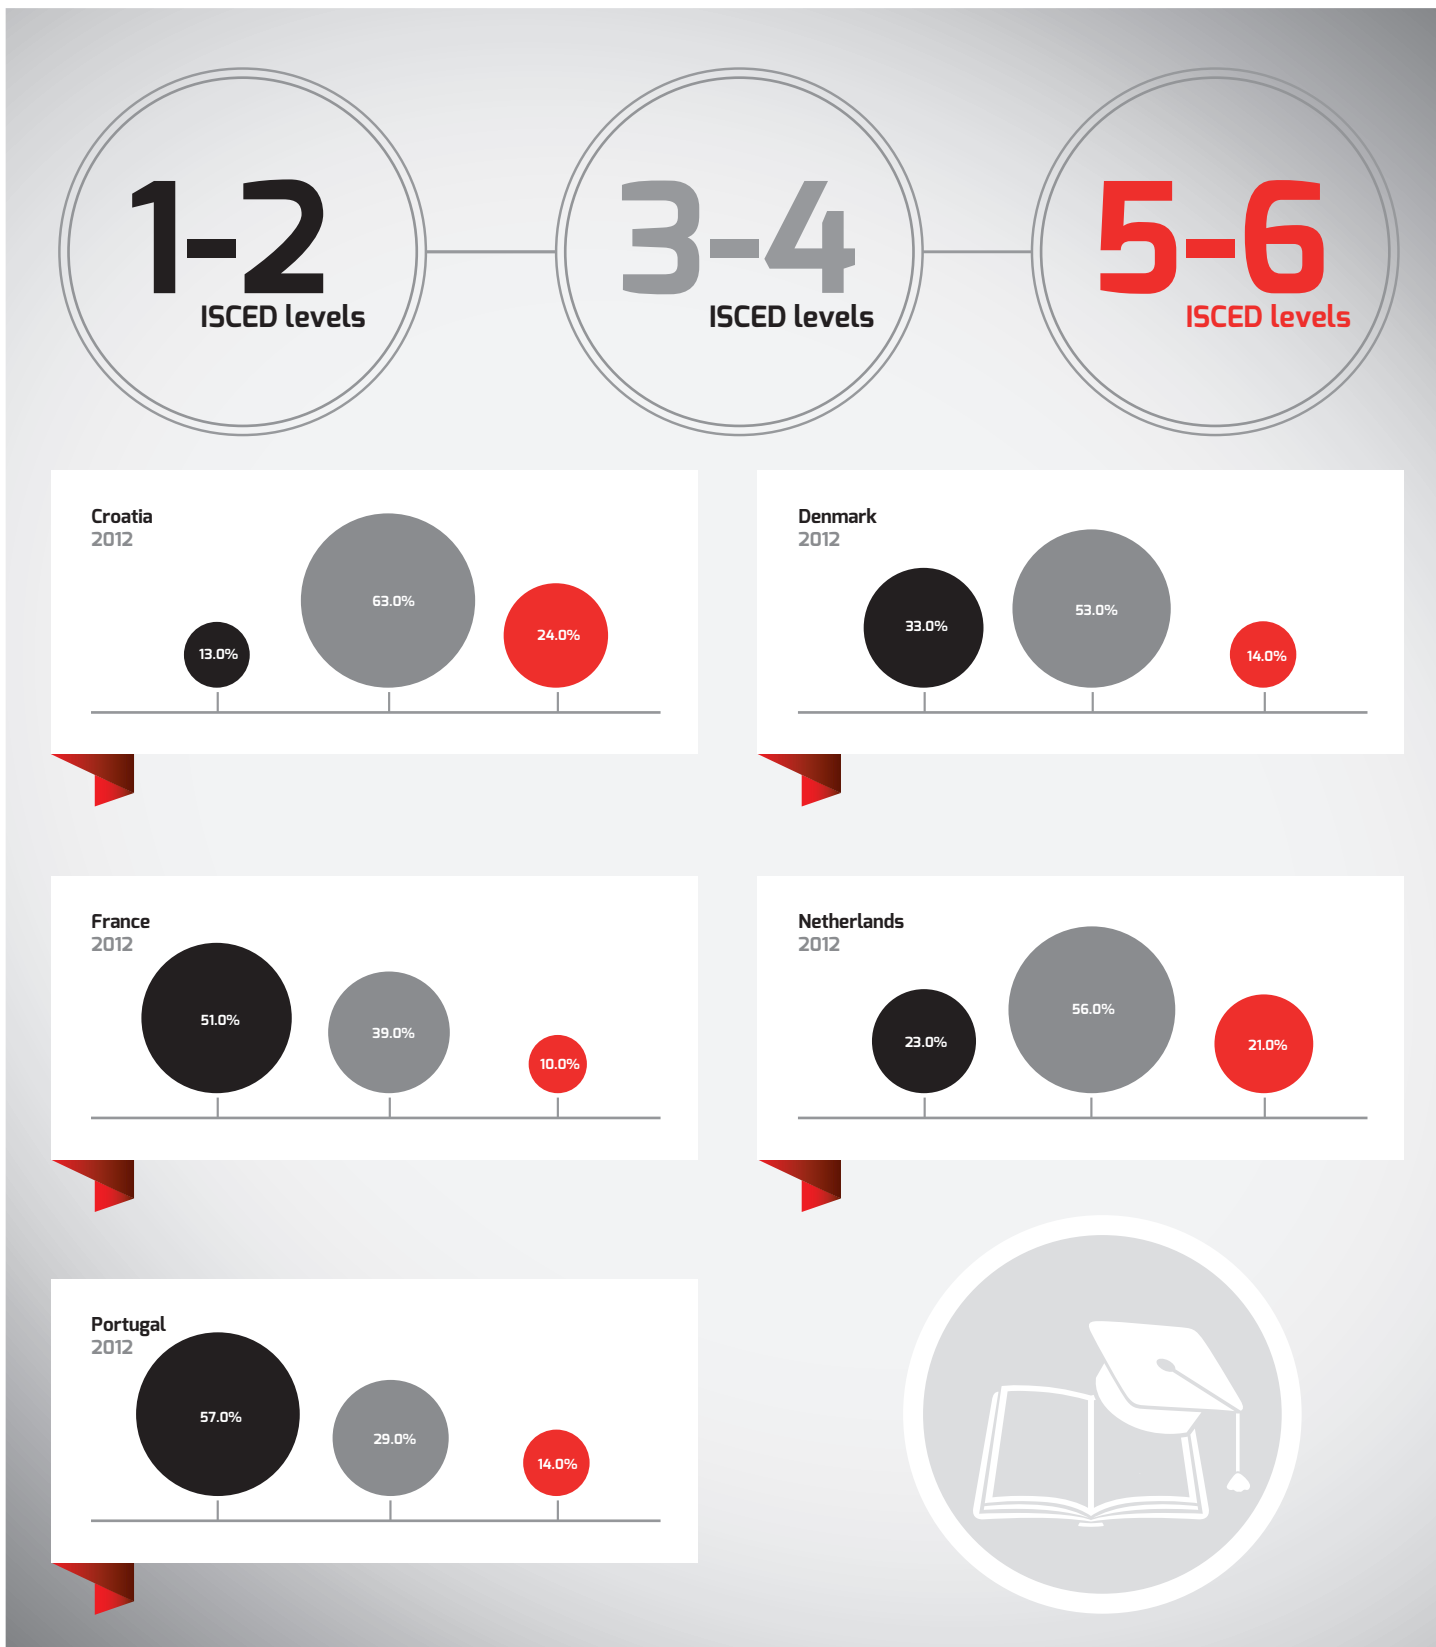 1-2
ISCED levels
3-4
ISCED levels
5-6
ISCED levels
Croatia
2012
13.0%
63.0%
24.0%
Denmark
2012
33.0%
53.0%
14.0%
France
2012
51.0%
39.0%
10.0%
Netherlands
2012
23.0%
56.0%
21.0%
Portugal
2012
57.0%
29.0%
14.0%